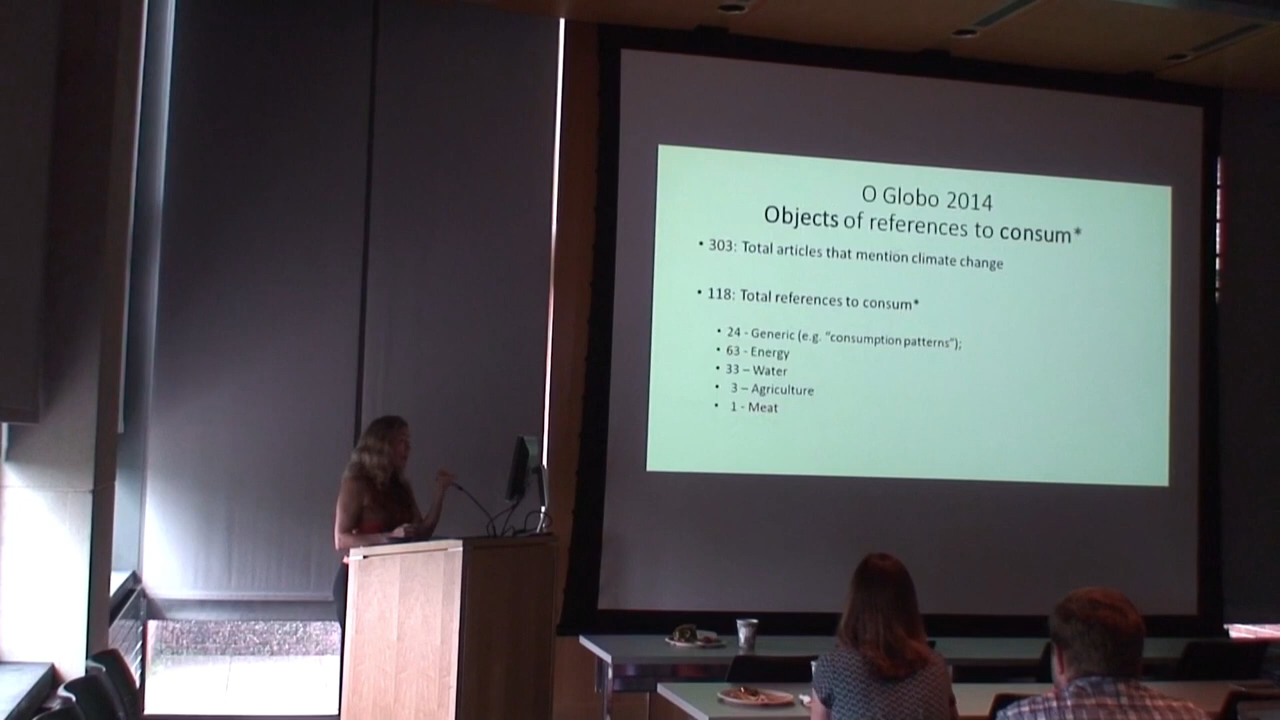 O Globo 2014
Objects of references to consum*
• 303: Total articles that mention climate change
• 118: Total references to consum*
• 24 - Generic (e.g. "consumption patterns");
• 63 - Energy
• 33 – Water
• 3 – Agriculture
• 1 - Meat